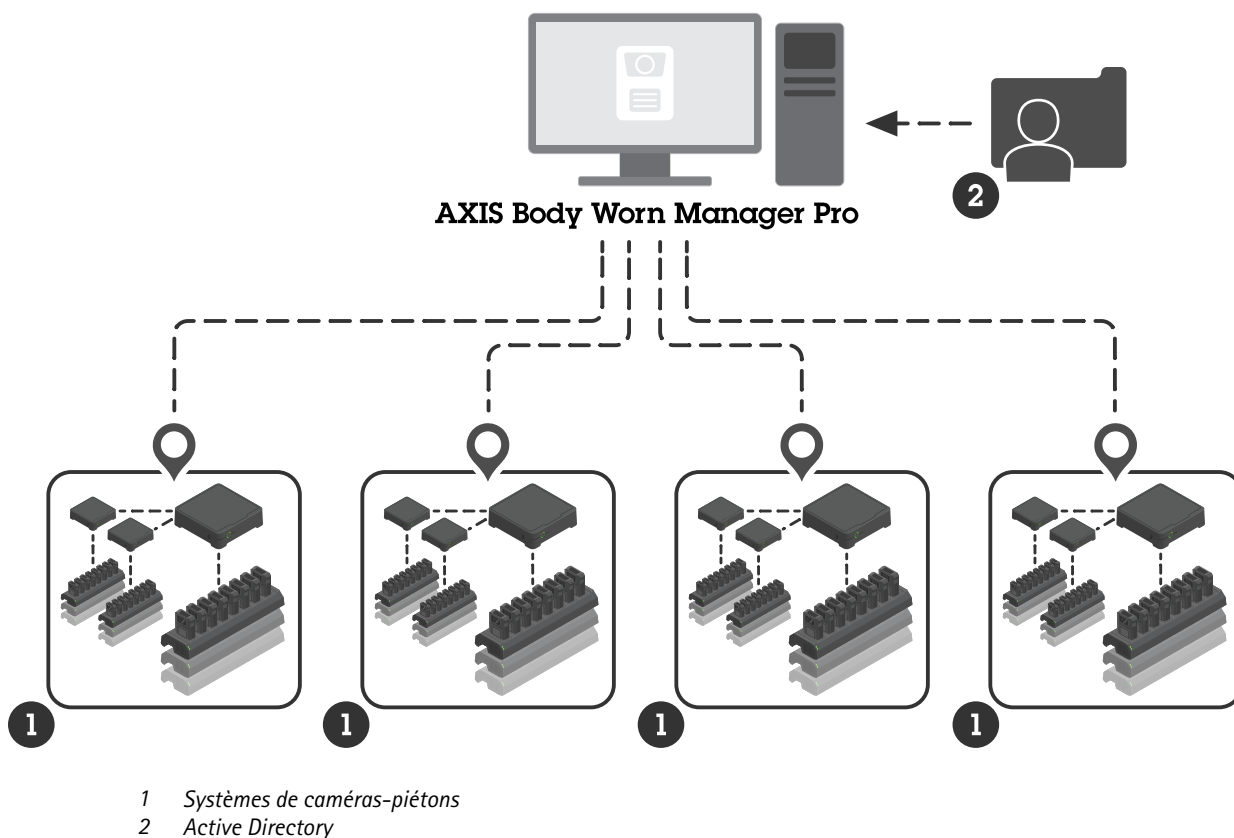 2
AXIS Body Worn Manager Pro
1 1 1 1
1 Systèmes de caméras-piétons
2 Active Directory